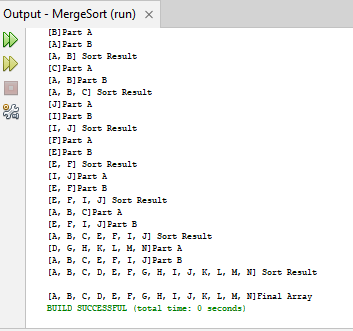 Output - MergeSort (run)
[B]Part A
[A]Part B
[A, B] Sort Result
[C]Part A
[A, B]Part B
[A, B, C] Sort Result
[J]Part A
[I]Part B
[I, J] Sort Result
[F]Part A
[E]Part B
[E, F] Sort Result
[I, J]Part A
[E, F]Part B
[E, F, I, J] Sort Result
[A, B, C]Part A
[E, F, I, J]Part B
[A, B, C, E, F, I, J] Sort Result
[D, G, H, K, L, M, N]Part A
[A, B, C, E, F, I, J]Part B
[A, B, C, D, E, F, G, H, I, J, K, L, M, N] Sort Result
[A, B, C, D, E, F, G, H, I, J, K, L, M, N]Final Array
BUILD SUCCESSFUL (total time: 0 seconds)